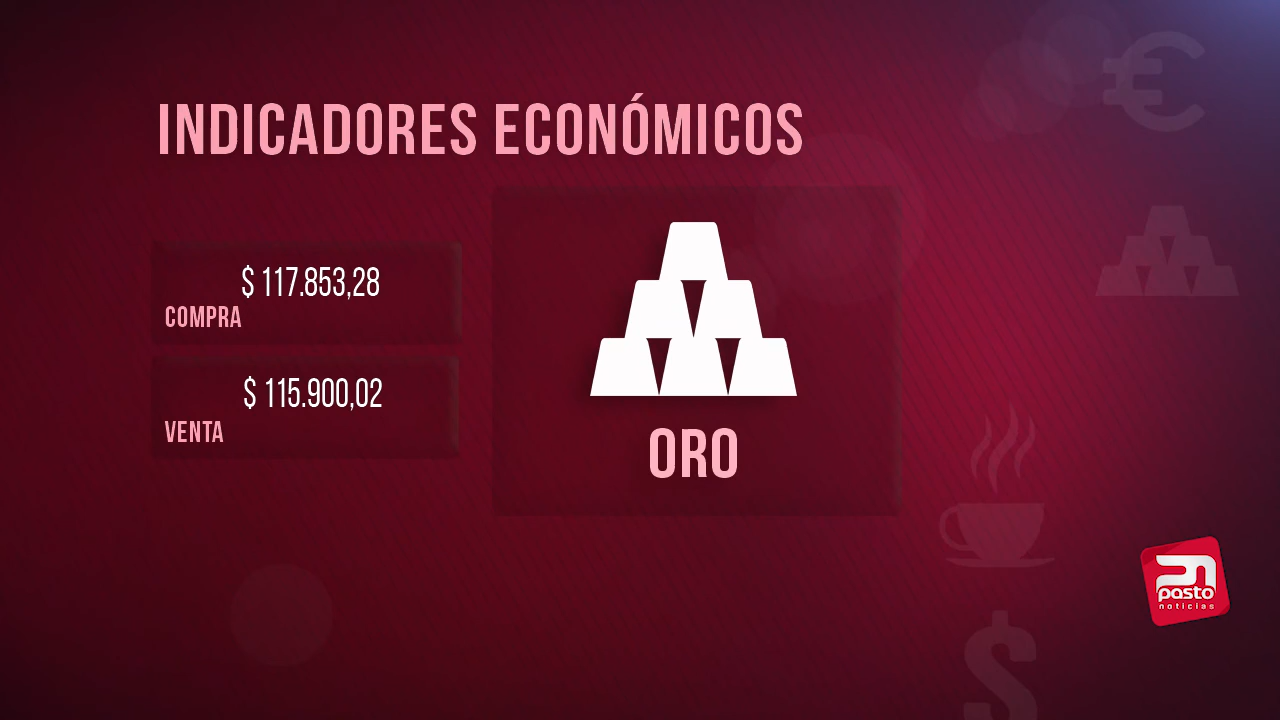 INDICADORES ECONÓMICOS
$ 117.853,28
COMPRA
$ 115.900,02
VENTA
ORO
pasto
noticias